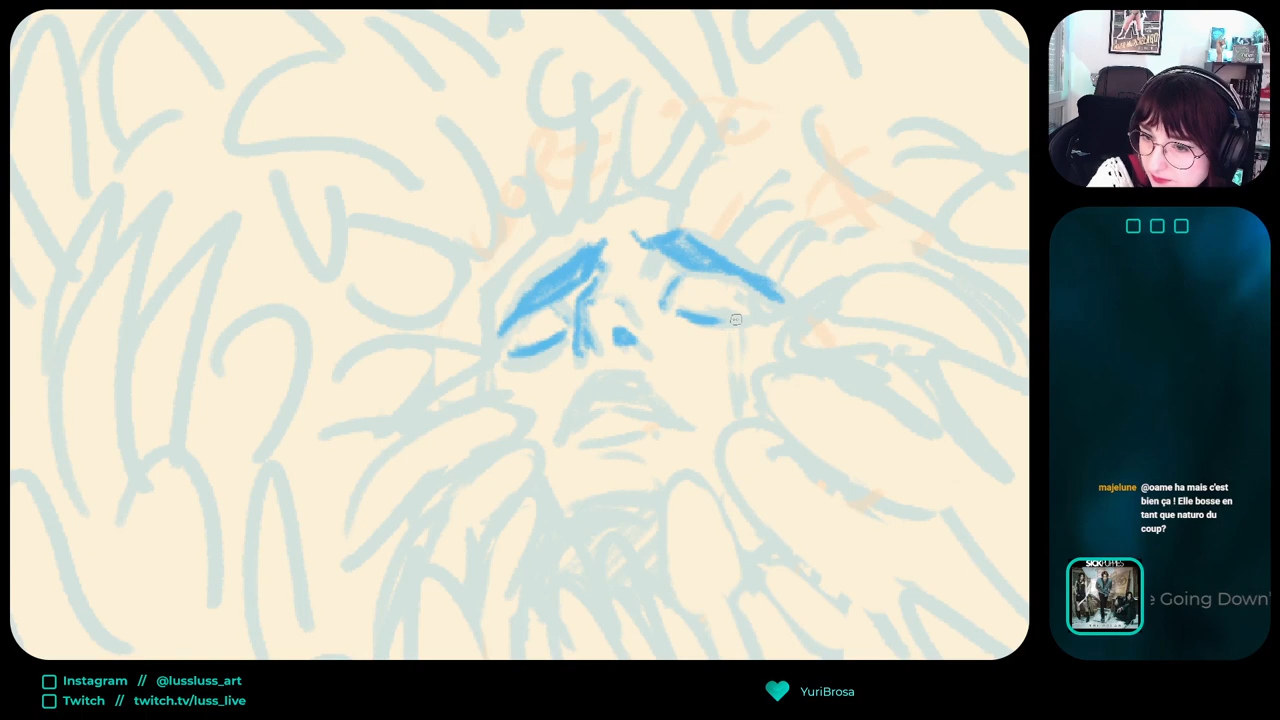 majelune @oame ha mais c'est
bien ça ! Elle bosse en
tant que naturo du
coup?
SICKPUPPIES
e Going Down'
Instagram // @lussluss_art
Twitch // twitch.tv/luss_live
YuriBrosa